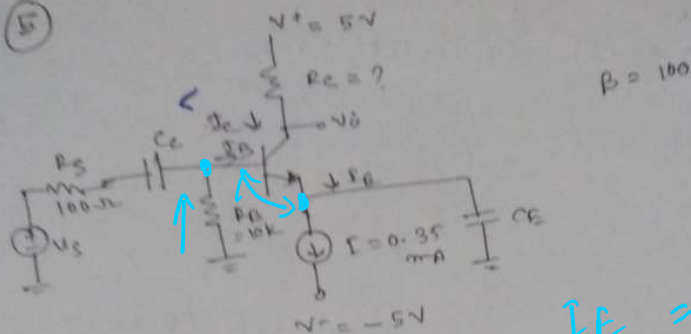 5
V⁺ = 5V
Rc = ?
β = 100
Ic ↓
Vo
Cc
IB
Rs
100Ω
↓ IE
RB
= 10K
Vs
I = 0.35
mA
CE
V⁻ = -5V
IE =